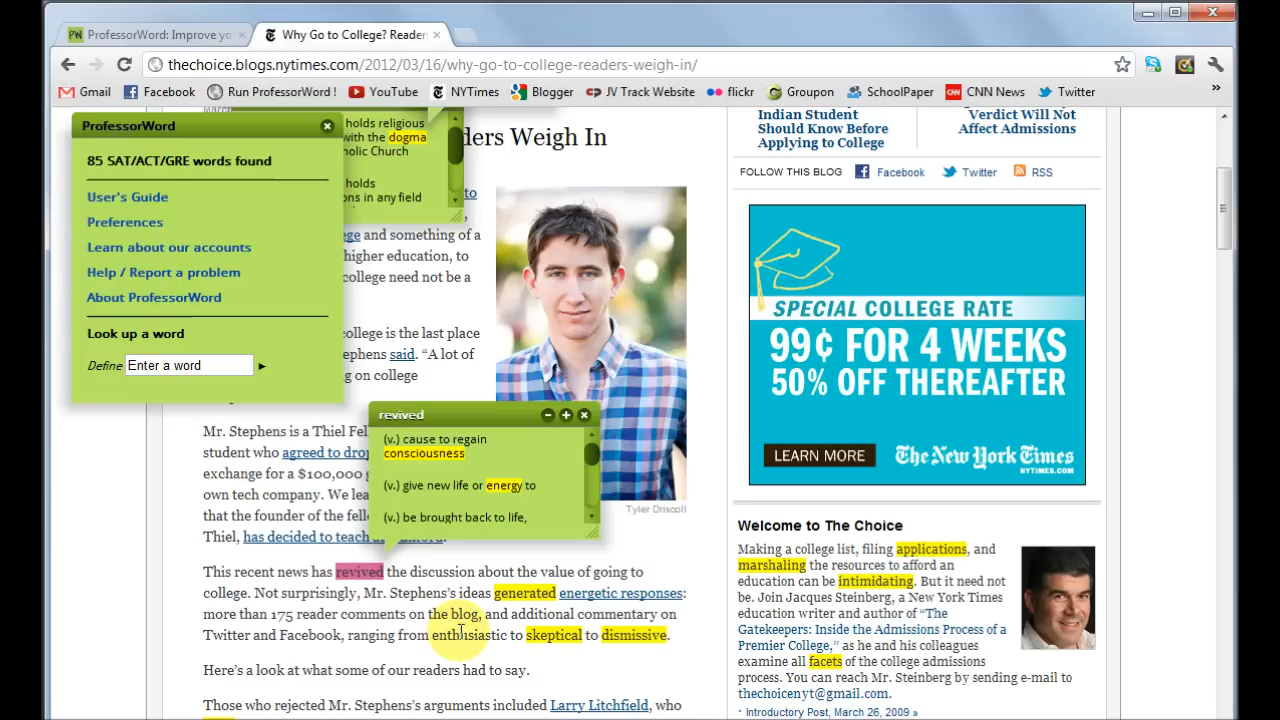 PW ProfessorWord: Improve yo
Why Go to College? Readers
thechoice.blogs.nytimes.com/2012/03/16/why-go-to-college-readers-weigh-in/
Gmail Facebook Run ProfessorWord ! YouTube NYTimes Blogger JV Track Website flickr Groupon SchoolPaper CNN News Twitter »
ders Weigh In
ProfessorWord
85 SAT/ACT/GRE words found
User's Guide
Preferences
Learn about our accounts
Help / Report a problem
About ProfessorWord
Look up a word
Define Enter a word
holds religious
with the dogma
holic Church
holds
ons in any field
to
ege and something of a
higher education, to
college need not be a
college is the last place
tephens said. “A lot of
g on college
Mr. Stephens is a Thiel Fell
student who agreed to drop
exchange for a $100,000 g
own tech company. We lea
that the founder of the fell
Thiel, has decided to teach
revived
(v.) cause to regain
consciousness
(v.) give new life or energy to
(v.) be brought back to life,
Tyler Driscoll
This recent news has revived the discussion about the value of going to
college. Not surprisingly, Mr. Stephens’s ideas generated energetic responses:
more than 175 reader comments on the blog, and additional commentary on
Twitter and Facebook, ranging from enthusiastic to skeptical to dismissive.
Here’s a look at what some of our readers had to say.
Those who rejected Mr. Stephens’s arguments included Larry Litchfield, who
Indian Student
Should Know Before
Applying to College
Verdict Will Not
Affect Admissions
FOLLOW THIS BLOG Facebook Twitter RSS
SPECIAL COLLEGE RATE
99¢ FOR 4 WEEKS
50% OFF THEREAFTER
LEARN MORE
The New York Times
NYTIMES.COM
Welcome to The Choice
Making a college list, filing applications, and
marshaling the resources to afford an
education can be intimidating. But it need not
be. Join Jacques Steinberg, a New York Times
education writer and author of “The
Gatekeepers: Inside the Admissions Process of a
Premier College,” as he and his colleagues
examine all facets of the college admissions
process. You can reach Mr. Steinberg by sending e-mail to
thechoicenyt@gmail.com.
Introductory Post, March 26, 2009 »